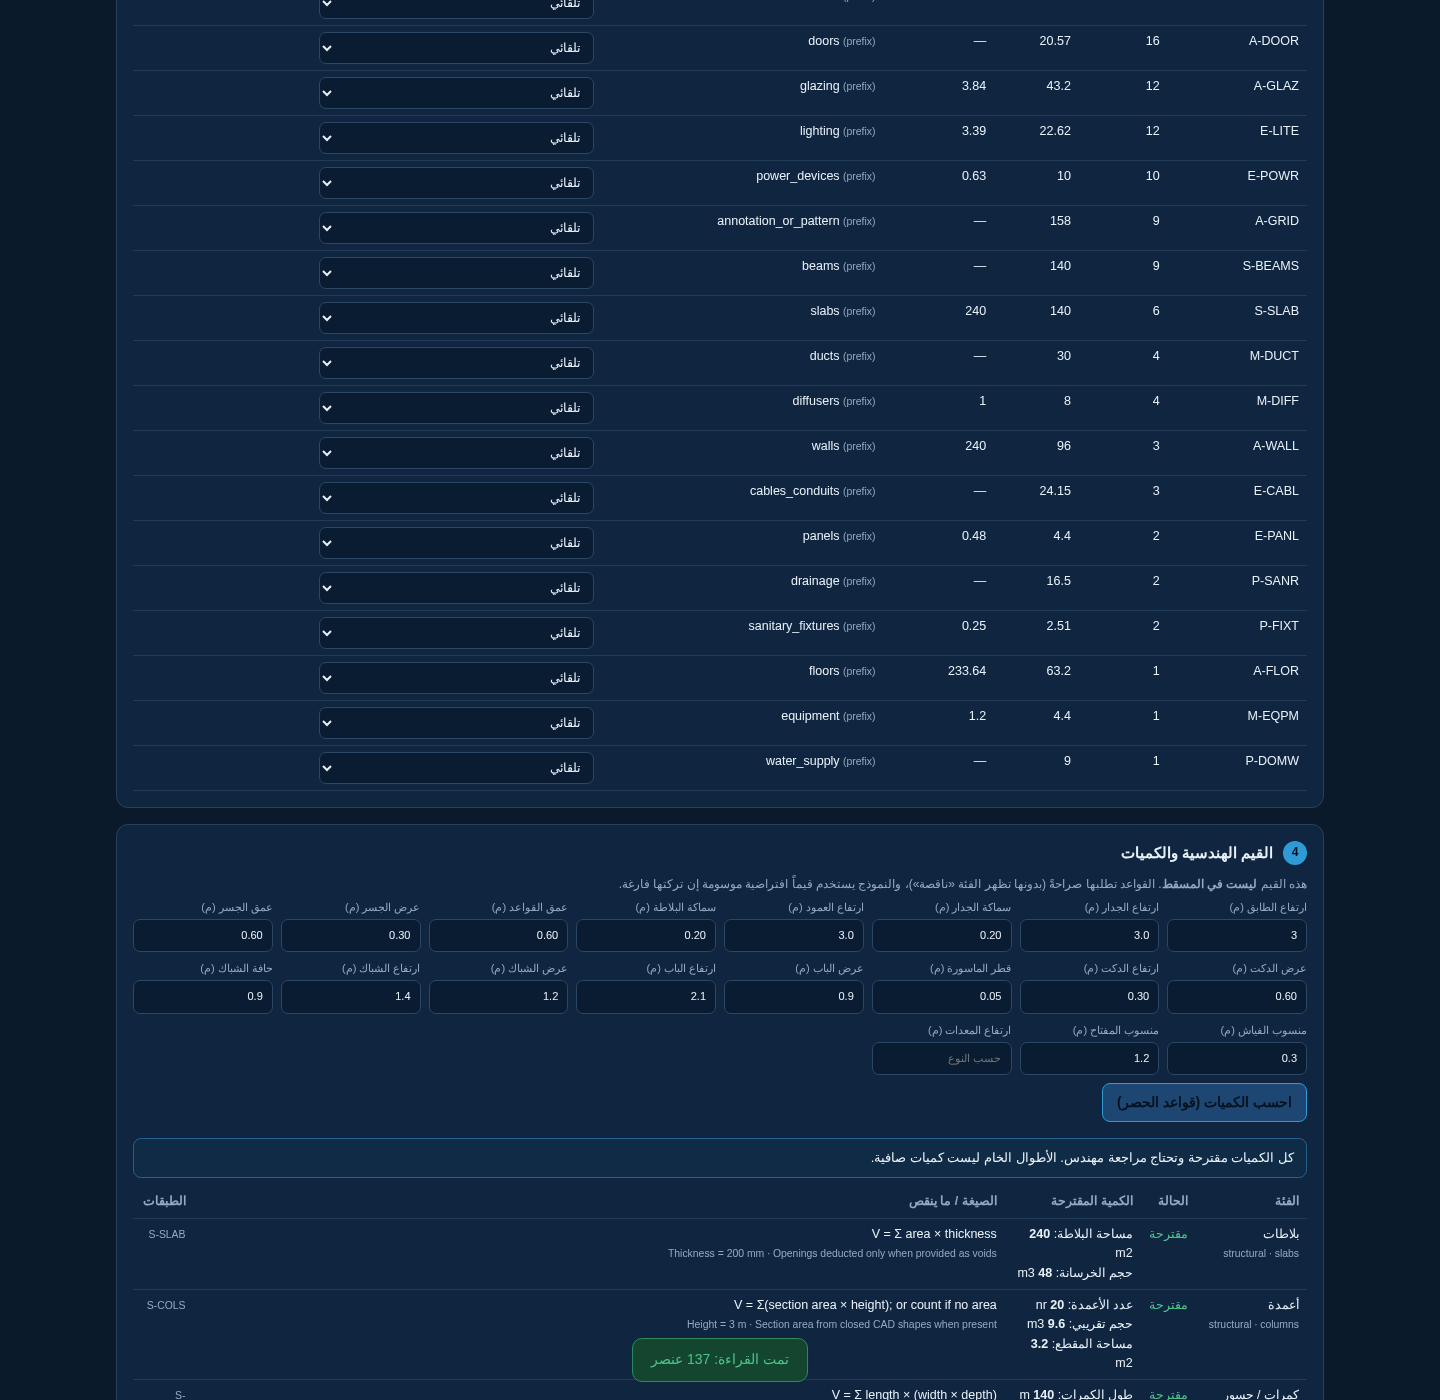 تلقائي
A-DOOR 16 20.57 — doors (prefix) تلقائي
A-GLAZ 12 43.2 3.84 glazing (prefix) تلقائي
E-LITE 12 22.62 3.39 lighting (prefix) تلقائي
E-POWR 10 10 0.63 power_devices (prefix) تلقائي
A-GRID 9 158 — annotation_or_pattern (prefix) تلقائي
S-BEAMS 9 140 — beams (prefix) تلقائي
S-SLAB 6 140 240 slabs (prefix) تلقائي
M-DUCT 4 30 — ducts (prefix) تلقائي
M-DIFF 4 8 1 diffusers (prefix) تلقائي
A-WALL 3 96 240 walls (prefix) تلقائي
E-CABL 3 24.15 — cables_conduits (prefix) تلقائي
E-PANL 2 4.4 0.48 panels (prefix) تلقائي
P-SANR 2 16.5 — drainage (prefix) تلقائي
P-FIXT 2 2.51 0.25 sanitary_fixtures (prefix) تلقائي
A-FLOR 1 63.2 233.64 floors (prefix) تلقائي
M-EQPM 1 4.4 1.2 equipment (prefix) تلقائي
P-DOMW 1 9 — water_supply (prefix) تلقائي
4 القيم الهندسية والكميات
هذه القيم ليست في المسقط. القواعد تطلبها صراحةً (بدونها تظهر الفئة «ناقصة»)، والنموذج يستخدم قيماً افتراضية موسومة إن تركتها فارغة.
ارتفاع الطابق (م) ارتفاع الجدار (م) سماكة الجدار (م) ارتفاع العمود (م) سماكة البلاطة (م) عمق القواعد (م) عرض الجسر (م) عمق الجسر (م)
3 3.0 0.20 3.0 0.20 0.60 0.30 0.60
عرض الدكت (م) ارتفاع الدكت (م) قطر الماسورة (م) عرض الباب (م) ارتفاع الباب (م) عرض الشباك (م) ارتفاع الشباك (م) حافة الشباك (م)
0.60 0.30 0.05 0.9 2.1 1.2 1.4 0.9
منسوب الفياش (م) منسوب المفتاح (م) ارتفاع المعدات (م)
0.3 1.2 حسب النوع
احسب الكميات (قواعد الحصر)
كل الكميات مقترحة وتحتاج مراجعة مهندس. الأطوال الخام ليست كميات صافية.
الفئة الحالة الكمية المقترحة الصيغة / ما ينقص الطبقات
بلاطات مقترحة مساحة البلاطة: 240 V = Σ area × thickness S-SLAB
structural · slabs m2 Thickness = 200 mm · Openings deducted only when provided as voids
حجم الخرسانة: 48 m3
أعمدة مقترحة عدد الأعمدة: 20 nr V = Σ(section area × height); or count if no area S-COLS
structural · columns حجم تقريبي: 9.6 m3 Height = 3 m · Section area from closed CAD shapes when present
مساحة المقطع: 3.2
m2
تمت القراءة: 137 عنصر
كمرات / جسور مقترحة طول الكمرات: 140 m V = Σ length × (width × depth) S-